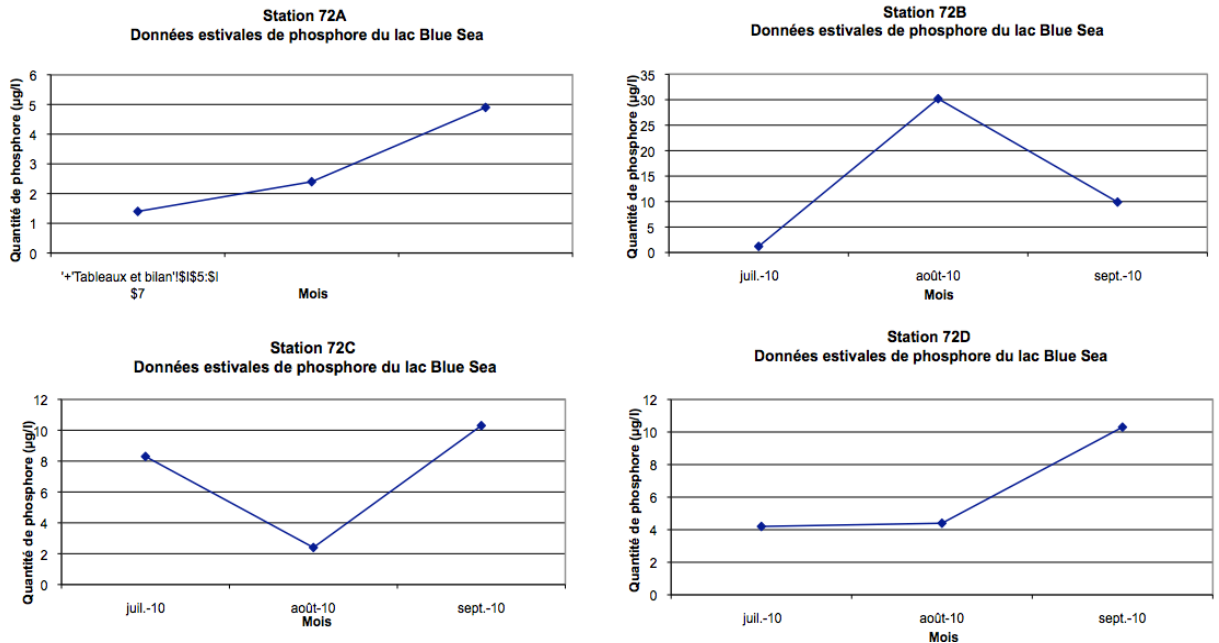 Station 72A
Données estivales de phosphore du lac Blue Sea
Quantité de phosphore (µg/l)
6
5
4
3
2
1
0
'+'Tableaux et bilan'!$I$5:$I
$7
Mois
Station 72B
Données estivales de phosphore du lac Blue Sea
Quantité de phosphore (µg/l)
35
30
25
20
15
10
5
0
juil.-10 août-10 sept.-10
Mois
Station 72C
Données estivales de phosphore du lac Blue Sea
Quantité de phosphore (µg/l)
12
10
8
6
4
2
0
juil.-10 août-10 sept.-10
Mois
Station 72D
Données estivales de phosphore du lac Blue Sea
Quantité de phosphore (µg/l)
12
10
8
6
4
2
0
juil.-10 août-10 sept.-10
Mois